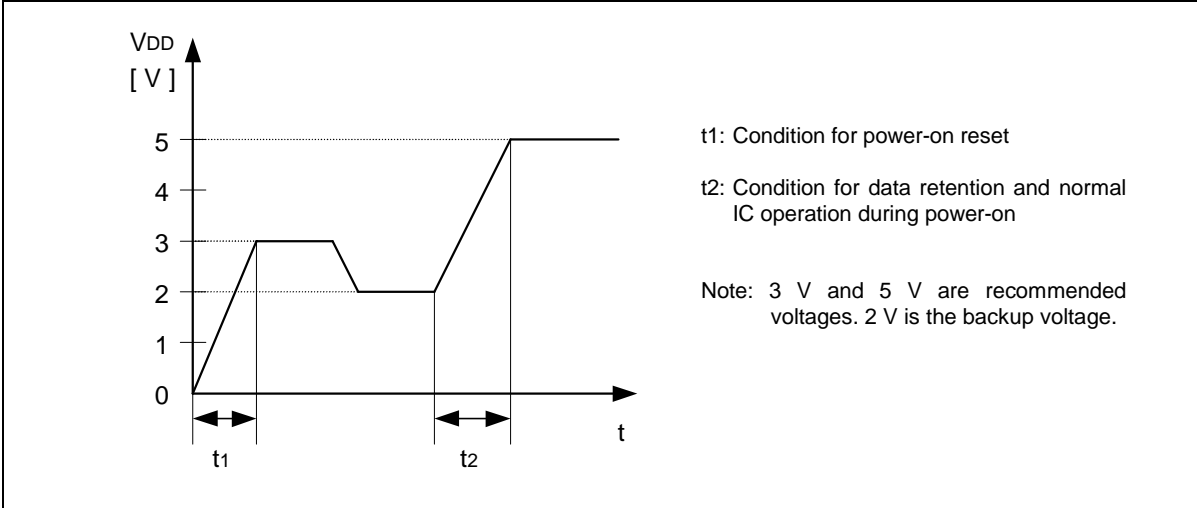 VDD
[ V ]
5
4
3
2
1
0
t1
t2
t
t1: Condition for power-on reset
t2: Condition for data retention and normal
IC operation during power-on
Note: 3 V and 5 V are recommended
voltages. 2 V is the backup voltage.